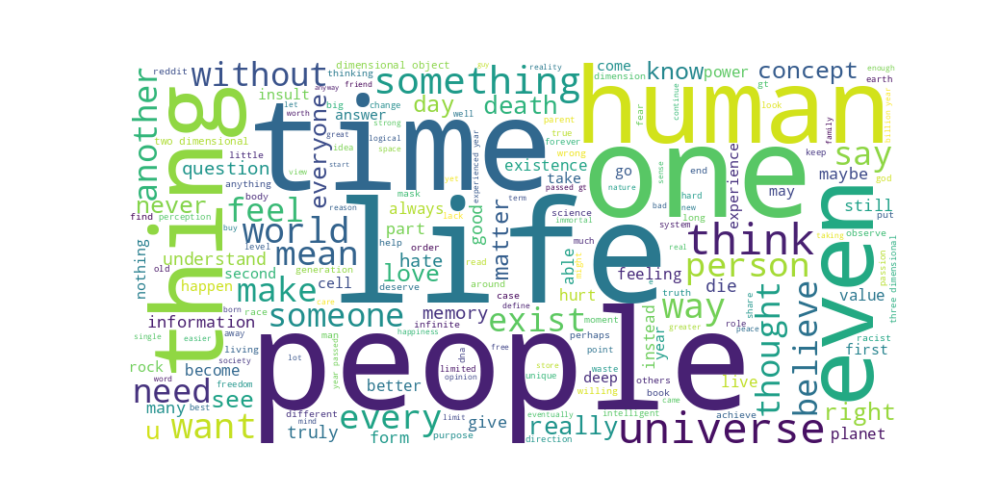 reddit
without
thinking
dimensional object
guy
reality
something
come
dimension
know
power
gt
concept
enough
earth
another
thing
insult
let
worth
anyway
friend
big
change
answer
great
strong
logical
idea
space
day
well
death
parent
true
forever
wrong
fear
continue
look
human
family
billion year
two dimensional
question
little
anything
body
everyone
time
start
view
yet
experienced year
existence
take
one
go
nature
sense
bad
end
hard
new
long
experience
keep
may
say
maybe
god
still
put
never
find
perception
buy
feel
reason
mask
always
lack
passed gt
term
immortal
science
good
part
system
real
observe
taking
even
nothing
world
level
mean
help
order
read
matter
much
able
might
life
think
feeling
person
passion
three dimensional
understand
happen
old
second
generation
cell
love
hate
deserve
around
case
define
hurt
die
truth
share
value
make
race
born
care
someone
memory
infinite
exist
moment
instead
year
way
greater
role
peace
thought
believe
racist
first
information
single
easier
away
society
living
man
happiness
year passed
people
dna
free
perhaps
point
rock
become
lot
limited
opinion
store
unique
waste
willing
deep
others
book
live
need
word
freedom
see
better
came
many
best
different
mind
every
limit
give
eventually
intelligent
achieve
right
u
want
truly
form
purpose
really
direction
universe
planet